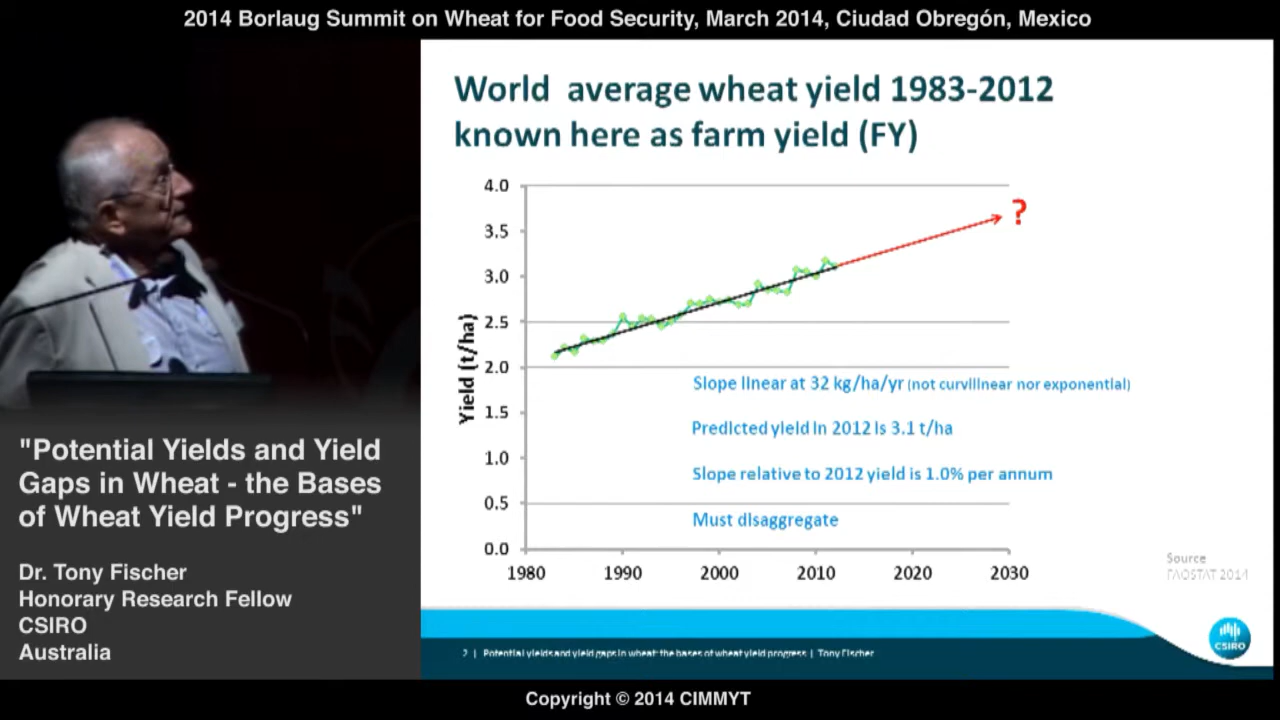 2014 Borlaug Summit on Wheat for Food Security, March 2014, Ciudad Obregón, Mexico
World average wheat yield 1983-2012
known here as farm yield (FY)
4.0
3.5
3.0
2.5
2.0
1.5
1.0
0.5
0.0
Yield (t/ha)
?
Slope linear at 32 kg/ha/yr (not curvilinear nor exponential)
Predicted yield in 2012 is 3.1 t/ha
Slope relative to 2012 yield is 1.0% per annum
Must disaggregate
1980 1990 2000 2010 2020 2030
Source
FAOSTAT 2014
"Potential Yields and Yield
Gaps in Wheat - the Bases
of Wheat Yield Progress"
Dr. Tony Fischer
Honorary Research Fellow
CSIRO
Australia
2 | Potential yields and yield gaps in wheat: the bases of wheat yield progress | Tony Fischer
CSIRO
Copyright © 2014 CIMMYT